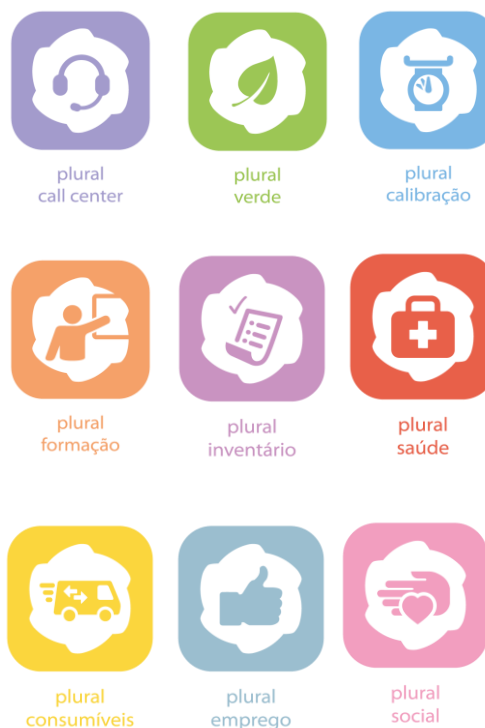 plural
call center
plural
verde
plural
calibração
plural
formação
plural
inventário
plural
saúde
plural
consumíveis
plural
emprego
plural
social